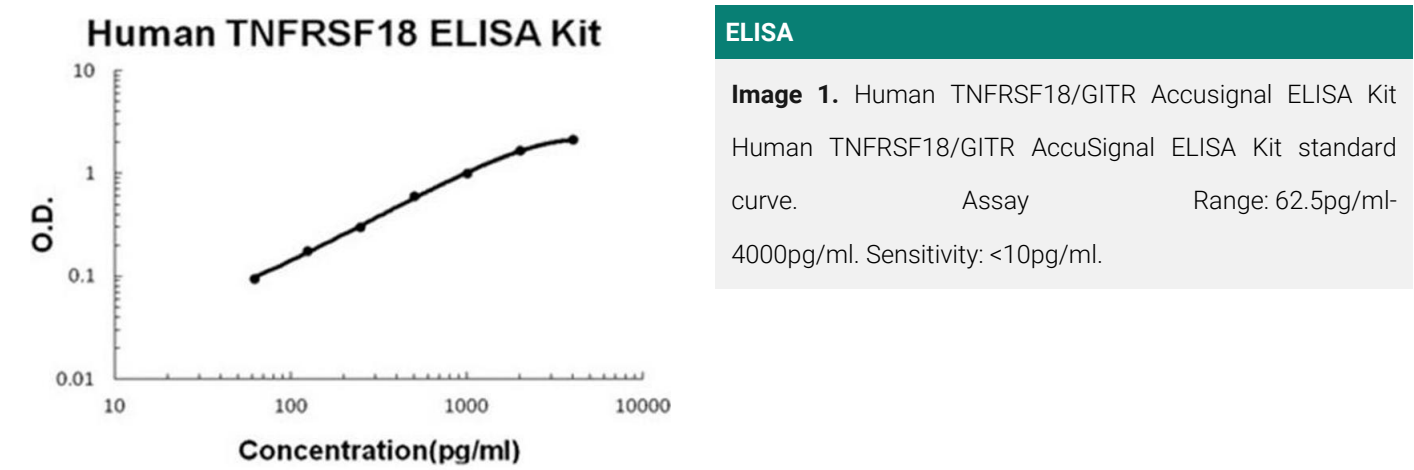 Human TNFRSF18 ELISA Kit
10
1
0.1
0.01
O.D.
10 100 1000 10000
Concentration(pg/ml)
ELISA
Image 1. Human TNFRSF18/GITR Accusignal ELISA Kit
Human TNFRSF18/GITR AccuSignal ELISA Kit standard
curve. Assay Range: 62.5pg/ml-
4000pg/ml. Sensitivity: <10pg/ml.